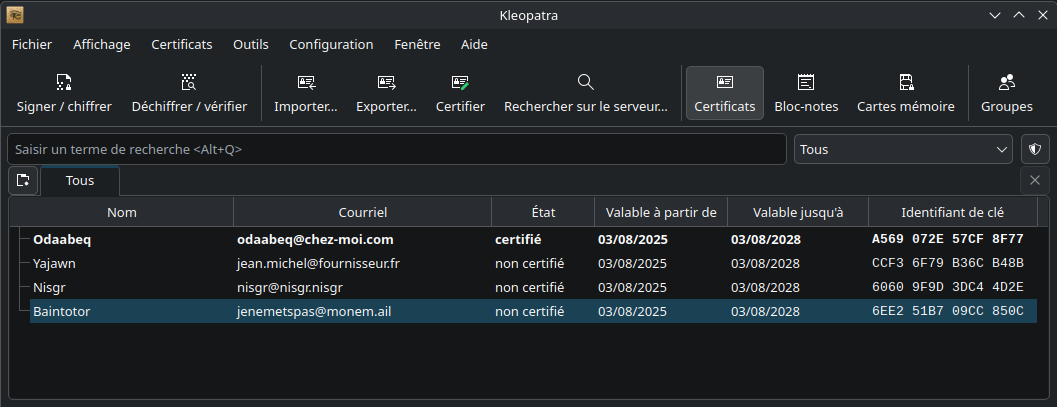 Kleopatra
Fichier Affichage Certificats Outils Configuration Fenêtre Aide
Signer / chiffrer Déchiffrer / vérifier Importer... Exporter... Certifier Rechercher sur le serveur... Certificats Bloc-notes Cartes mémoire Groupes
Saisir un terme de recherche <Alt+Q> Tous
Tous
Nom Courriel État Valable à partir de Valable jusqu'à Identifiant de clé
Odaabeq odaabeq@chez-moi.com certifié 03/08/2025 03/08/2028 A569 072E 57CF 8F77
Yajawn jean.michel@fournisseur.fr non certifié 03/08/2025 03/08/2028 CCF3 6F79 B36C B48B
Nisgr nisgr@nisgr.nisgr non certifié 03/08/2025 03/08/2028 6060 9F9D 3DC4 4D2E
Baintotor jenemetspas@monem.ail non certifié 03/08/2025 03/08/2028 6EE2 51B7 09CC 850C